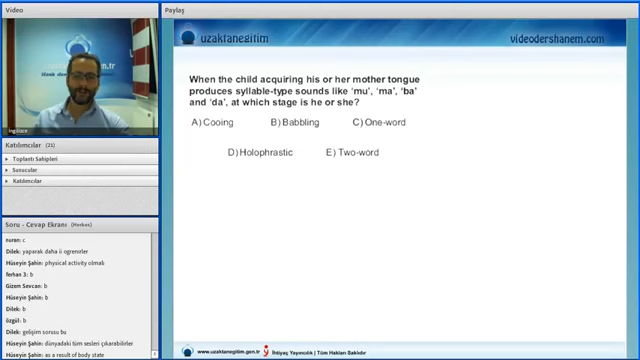 Video
Paylaş
uzaktanegitim
videodershanem.com
İngilizce
Katılımcılar (21)
Toplantı Sahipleri
Sunucular
Katılımcılar
Soru - Cevap Ekranı (Herkes)
nuran: c
Dilek: yaparak daha ii ogrenırler
Hüseyin Şahin: physical activity olmalı
ferhan 3: b
Gizem Sevcan: b
Hüseyin Şahin: b
Dilek: b
özgül: b
Dilek: gelişim sorusu bu
Hüseyin Şahin: dünyadaki tüm sesleri çıkarabilirler
Hüseyin Şahin: as a result of body state
When the child acquiring his or her mother tongue
produces syllable-type sounds like ‘mu’, ‘ma’, ‘ba’
and ‘da’, at which stage is he or she?
A) Cooing B) Babbling C) One-word
D) Holophrastic E) Two-word
www.uzaktanegitim.gen.tr İhtiyaç Yayıncılık | Tüm Hakları Saklıdır